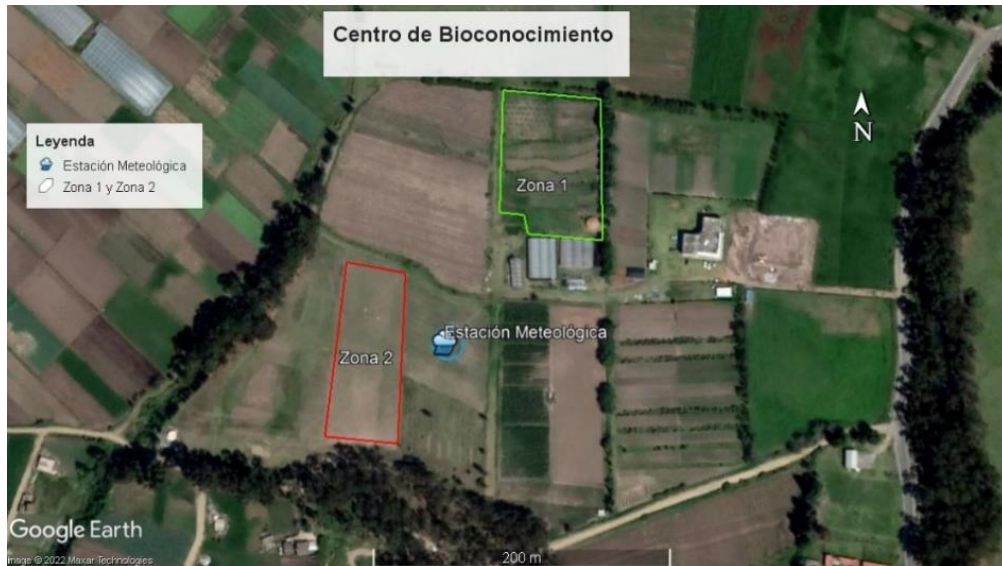 Centro de Bioconocimiento
N
Leyenda
Estación Meteológica
Zona 1 y Zona 2
Zona 1
Estación Meteológica
Zona 2
Google Earth
Image © 2022 Maxar Technologies
200 m